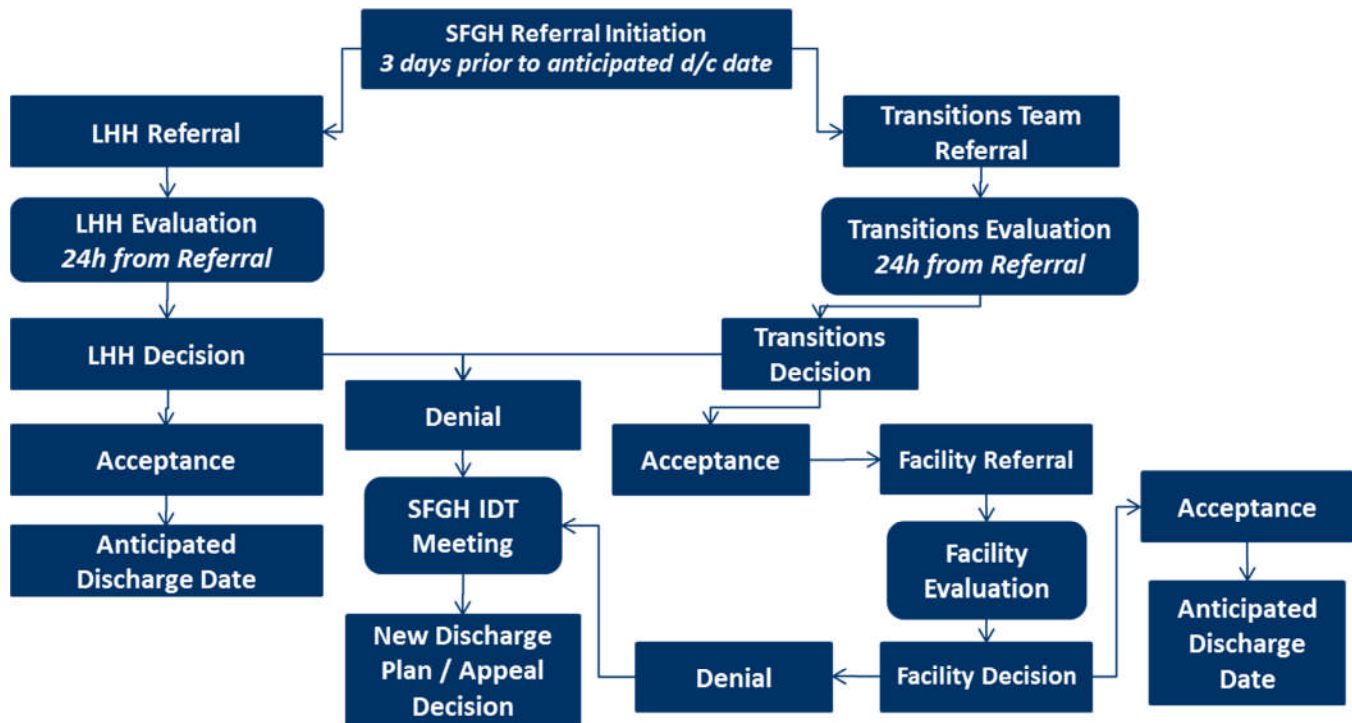 SFGH Referral Initiation
3 days prior to anticipated d/c date
LHH Referral
Transitions Team
Referral
LHH Evaluation
24h from Referral
Transitions Evaluation
24h from Referral
LHH Decision
Transitions
Decision
Denial
Acceptance
Acceptance
Facility Referral
Acceptance
SFGH IDT
Meeting
Anticipated
Discharge Date
Facility
Evaluation
Anticipated
Discharge
Date
New Discharge
Plan / Appeal
Decision
Denial
Facility Decision